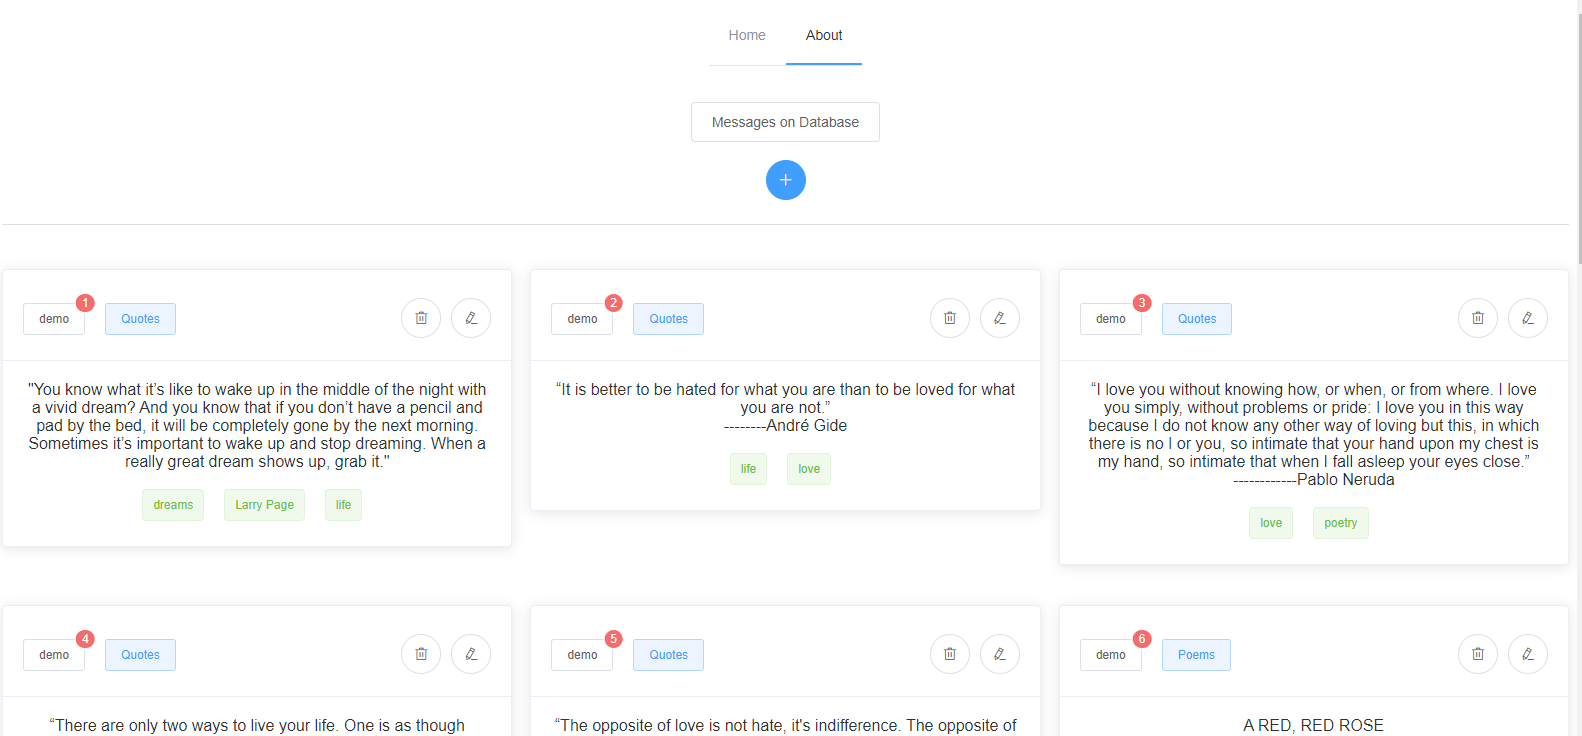 Home About
Messages on Database
+
demo 1 Quotes
"You know what it’s like to wake up in the middle of the night with
a vivid dream? And you know that if you don’t have a pencil and
pad by the bed, it will be completely gone by the next morning.
Sometimes it’s important to wake up and stop dreaming. When a
really great dream shows up, grab it."
dreams Larry Page life
demo 2 Quotes
“It is better to be hated for what you are than to be loved for what
you are not.”
--------André Gide
life love
demo 3 Quotes
“I love you without knowing how, or when, or from where. I love
you simply, without problems or pride: I love you in this way
because I do not know any other way of loving but this, in which
there is no I or you, so intimate that your hand upon my chest is
my hand, so intimate that when I fall asleep your eyes close.”
------------Pablo Neruda
love poetry
demo 4 Quotes
“There are only two ways to live your life. One is as though
demo 5 Quotes
“The opposite of love is not hate, it's indifference. The opposite of
demo 6 Poems
A RED, RED ROSE